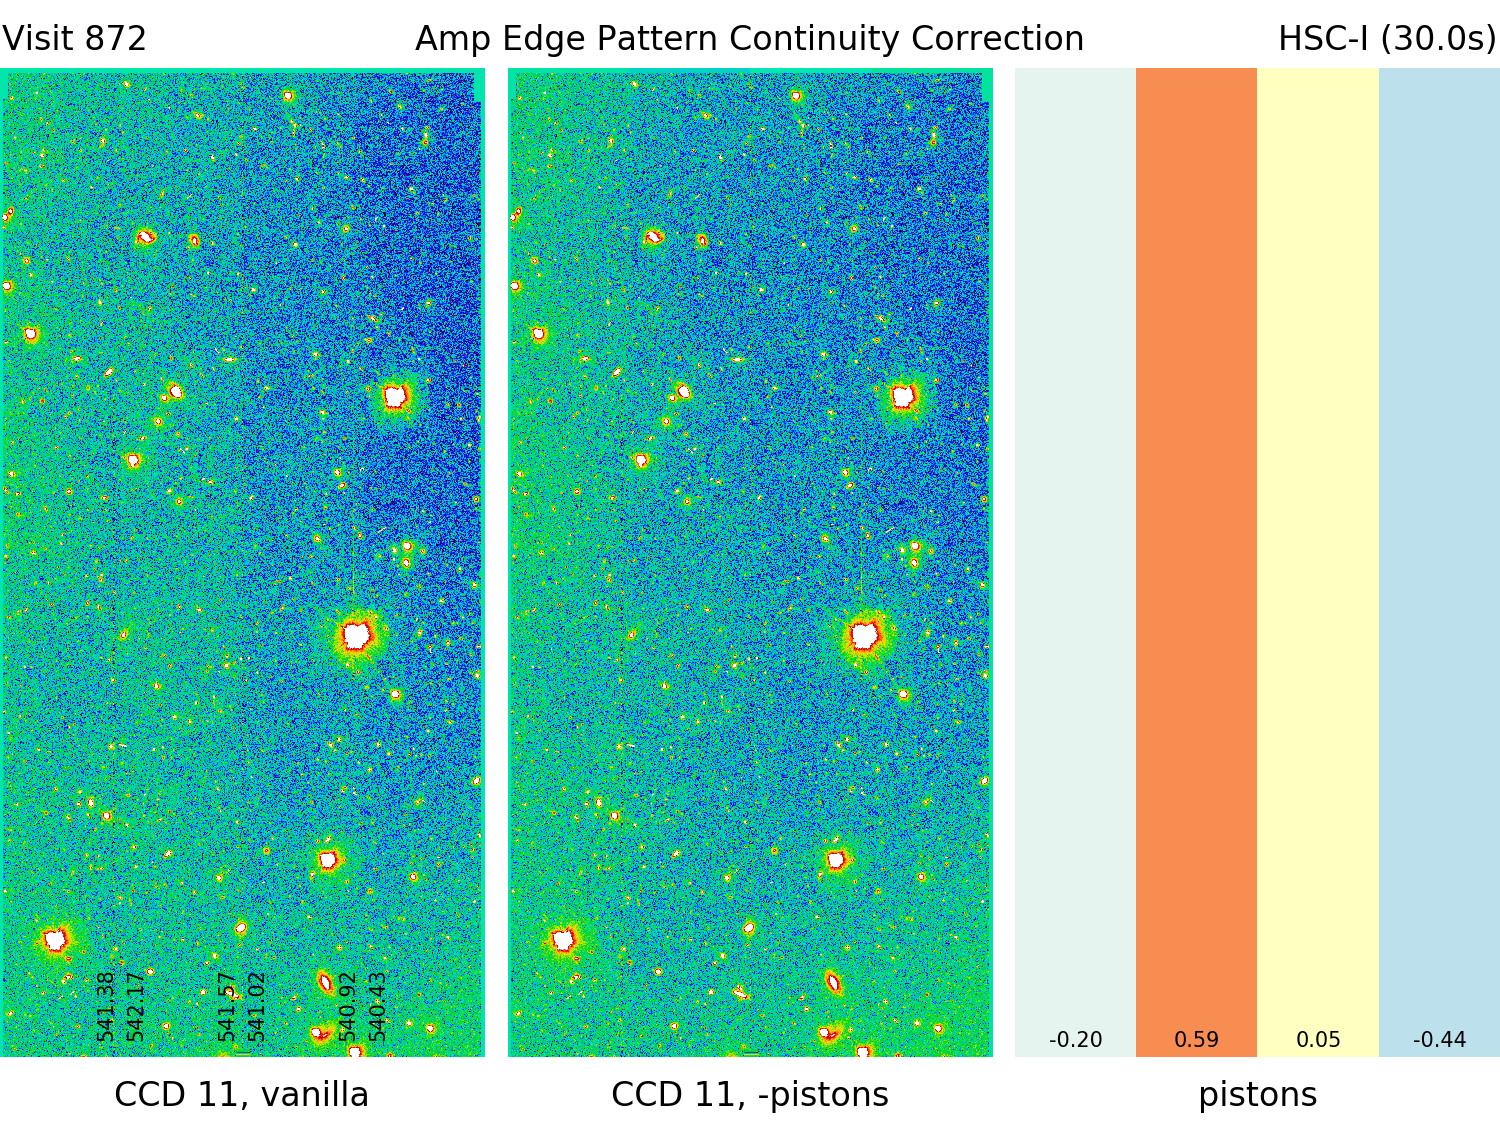 Visit 872
Amp Edge Pattern Continuity Correction
HSC-I (30.0s)
541.38
542.17
541.57
541.02
540.92
540.43
-0.20
0.59
0.05
-0.44
CCD 11, vanilla
CCD 11, -pistons
pistons